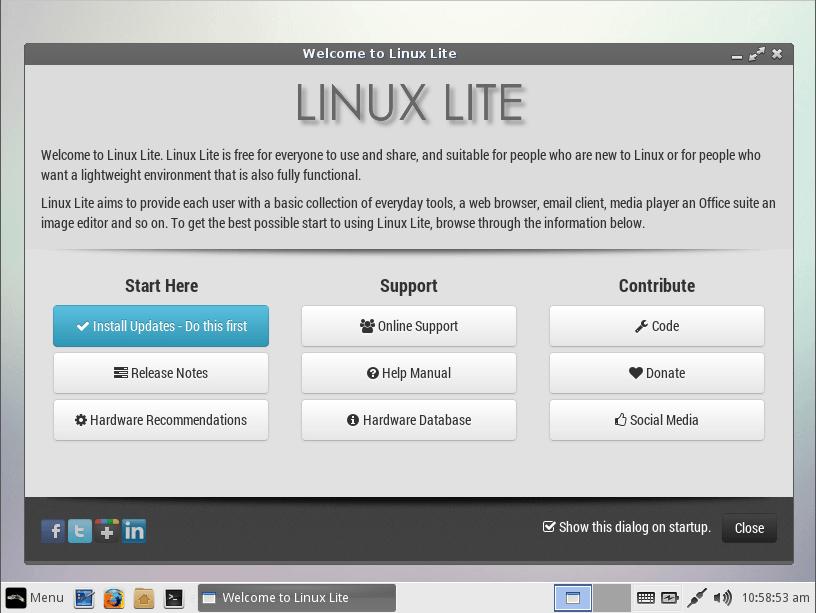 Welcome to Linux Lite
LINUX LITE
Welcome to Linux Lite. Linux Lite is free for everyone to use and share, and suitable for people who are new to Linux or for people who
want a lightweight environment that is also fully functional.
Linux Lite aims to provide each user with a basic collection of everyday tools, a web browser, email client, media player an Office suite an
image editor and so on. To get the best possible start to using Linux Lite, browse through the information below.
Start Here
Support
Contribute
Install Updates - Do this first
Online Support
Code
Release Notes
Help Manual
Donate
Hardware Recommendations
Hardware Database
Social Media
Show this dialog on startup.
Close
Menu
Welcome to Linux Lite
10:58:53 am